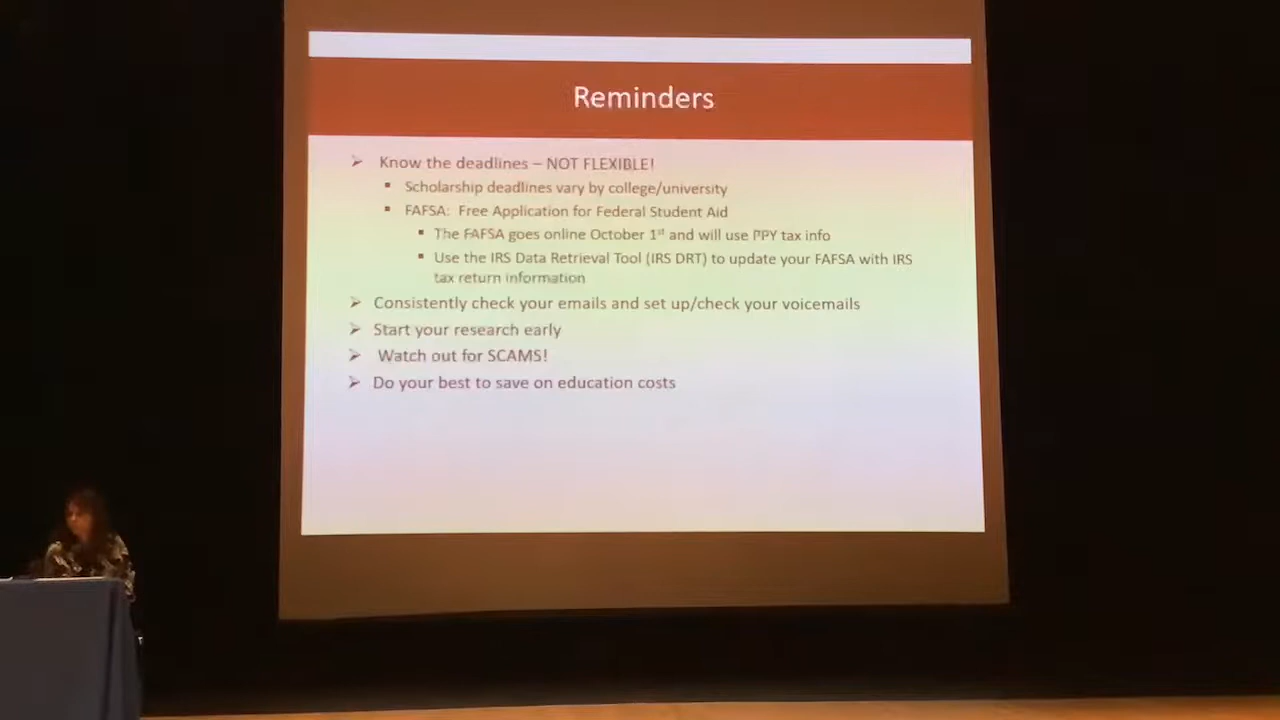 Reminders
Know the deadlines – NOT FLEXIBLE!
Scholarship deadlines vary by college/university
FAFSA: Free Application for Federal Student Aid
The FAFSA goes online October 1st and will use PPY tax info
Use the IRS Data Retrieval Tool (IRS DRT) to update your FAFSA with IRS
tax return information
Consistently check your emails and set up/check your voicemails
Start your research early
Watch out for SCAMS!
Do your best to save on education costs